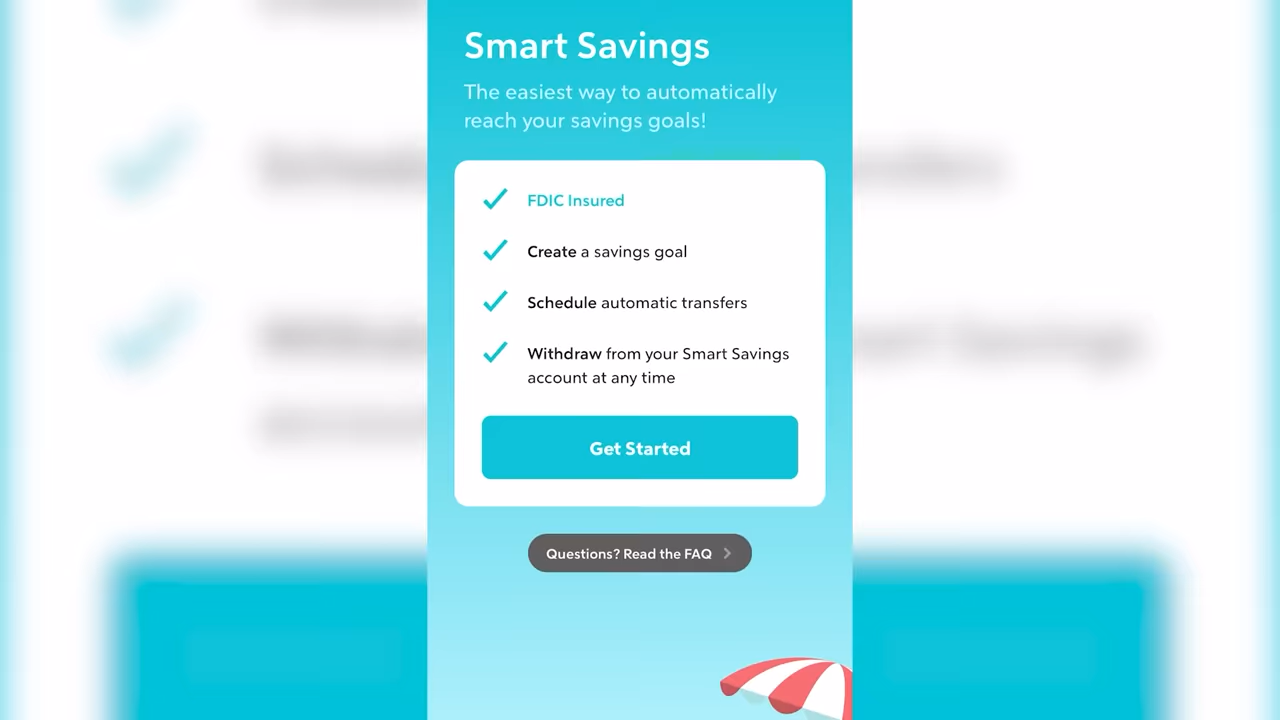 Smart Savings
The easiest way to automatically
reach your savings goals!
FDIC Insured
Create a savings goal
Schedule automatic transfers
Withdraw from your Smart Savings
account at any time
Get Started
Questions? Read the FAQ